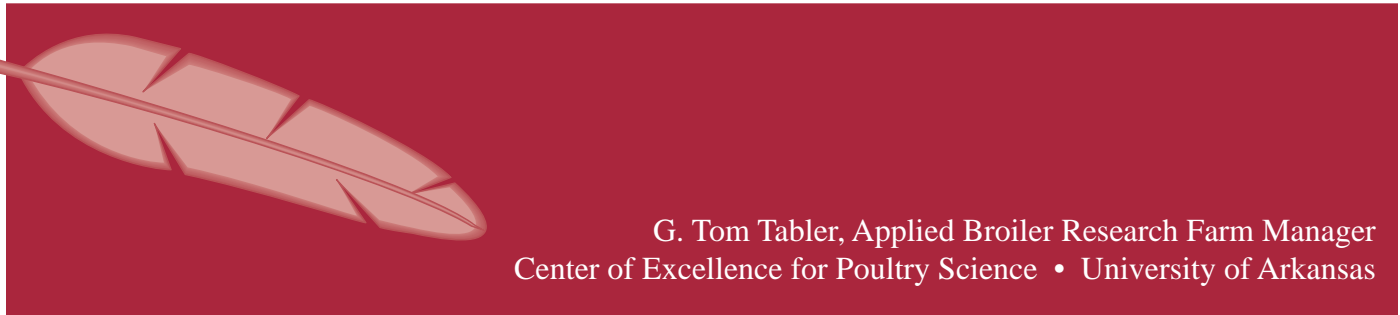 G. Tom Tabler, Applied Broiler Research Farm Manager
Center of Excellence for Poultry Science • University of Arkansas